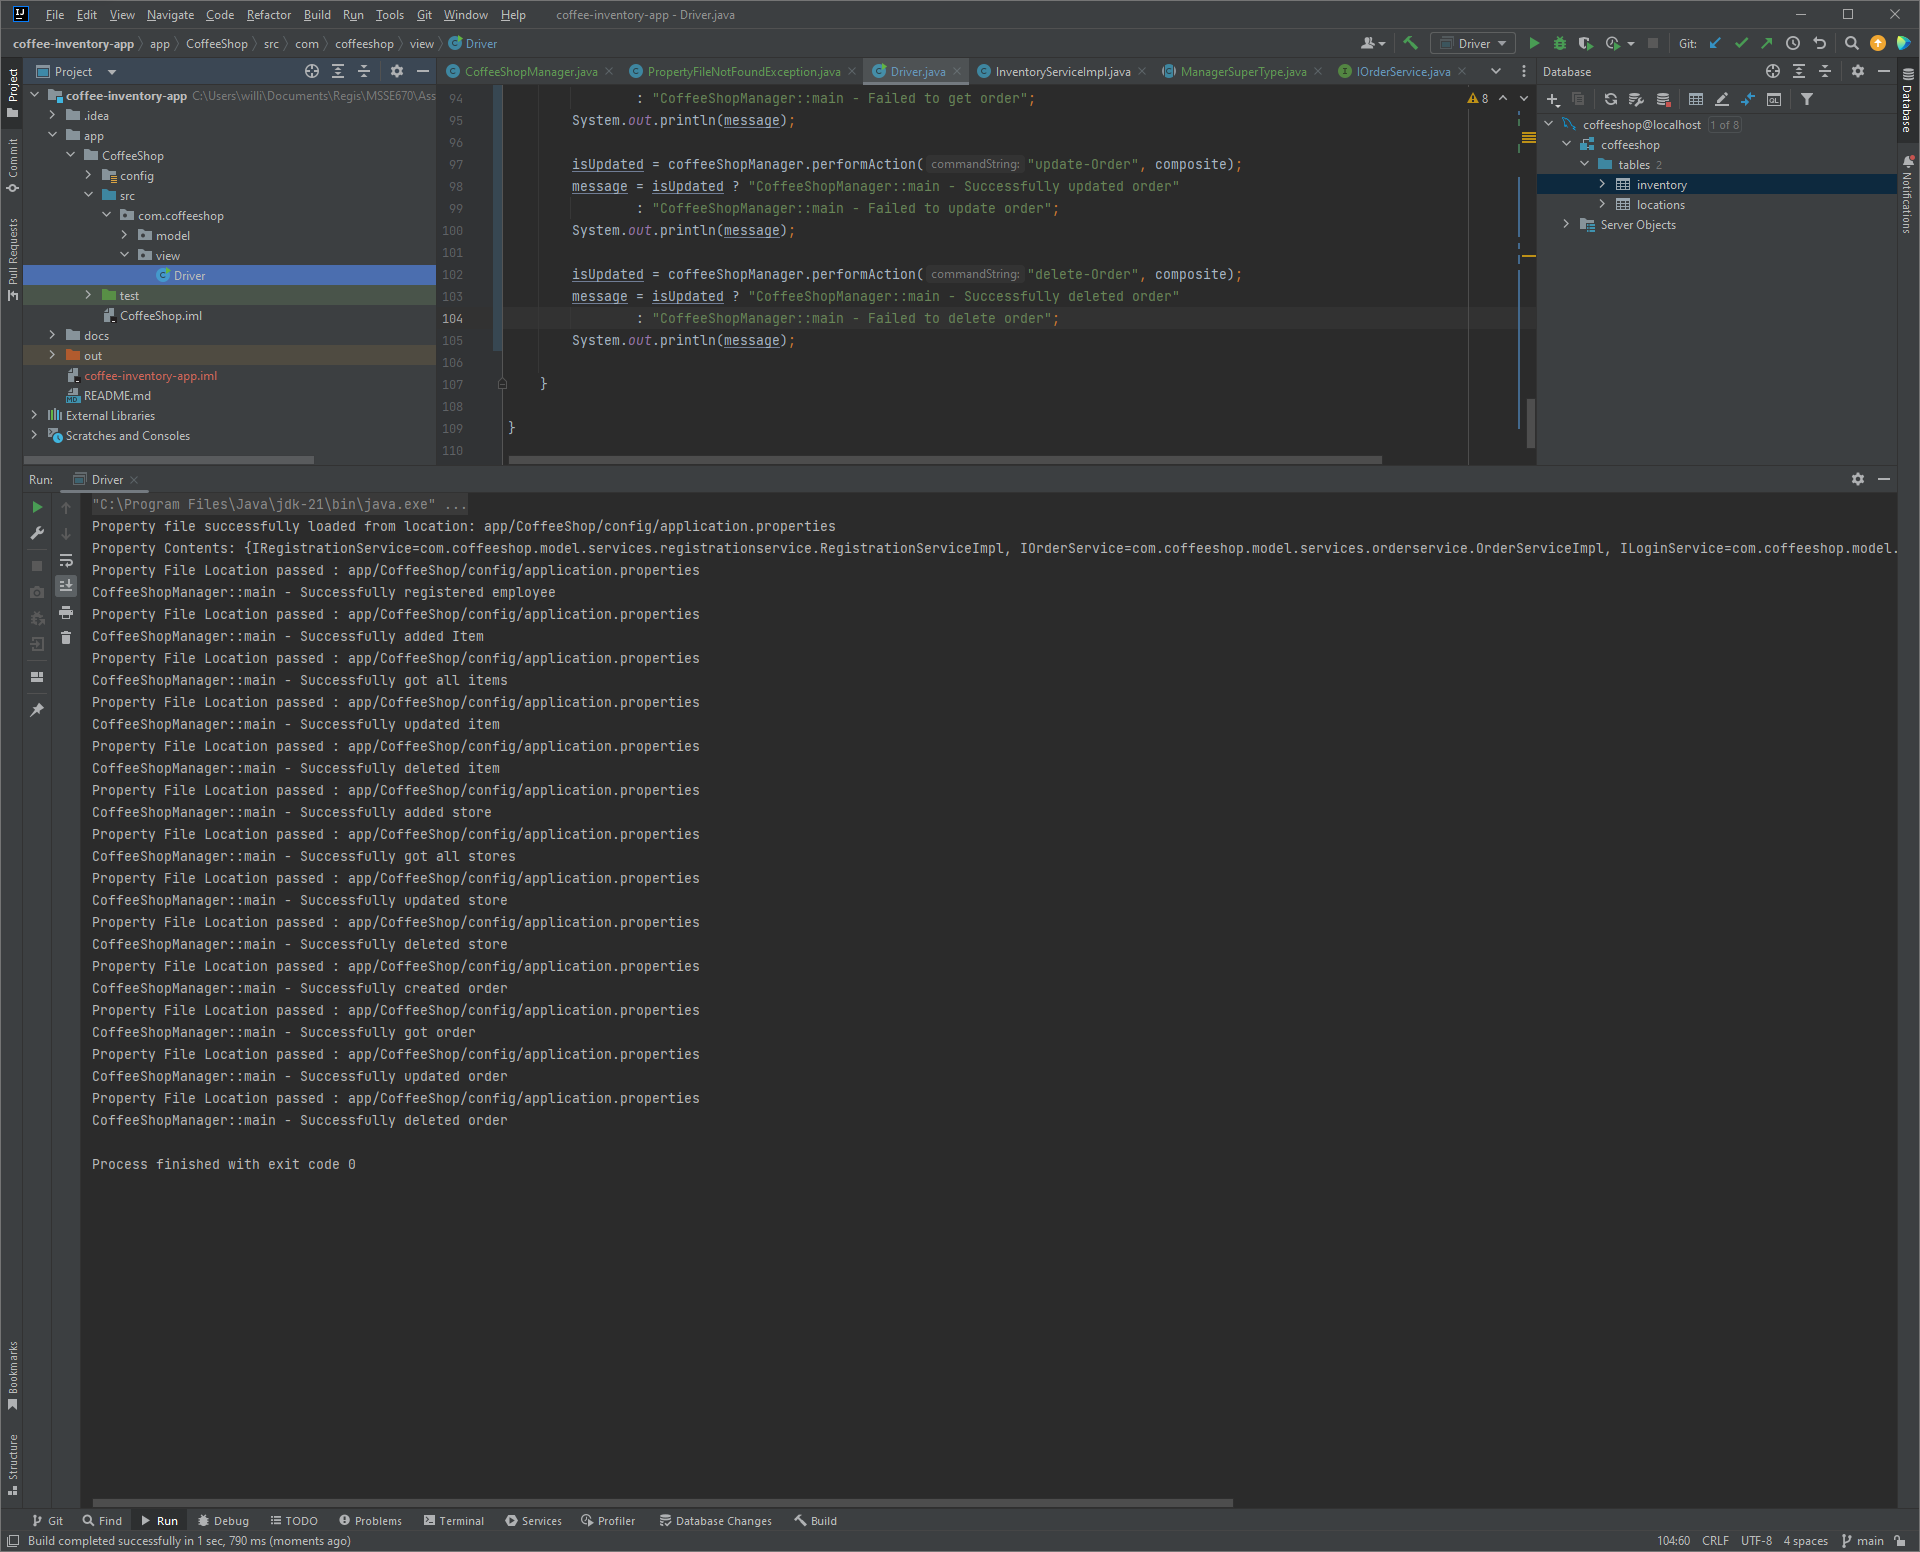 File Edit View Navigate Code Refactor Build Run Tools Git Window Help coffee-inventory-app - Driver.java
coffee-inventory-app app CoffeeShop src com coffeeshop view Driver
Driver Git:
Project
CoffeeShopManager.java PropertyFileNotFoundException.java Driver.java InventoryServiceImpl.java ManagerSuperType.java IOrderService.java
Database
Project
Commit
Pull Requests
coffee-inventory-app C:\Users\willi\Documents\Regis\MSSE670\Ass
.idea
app
CoffeeShop
config
src
com.coffeeshop
model
view
Driver
test
CoffeeShop.iml
docs
out
coffee-inventory-app.iml
README.md
External Libraries
Scratches and Consoles
94 : "CoffeeShopManager::main - Failed to get order";
95 System.out.println(message);
96
97 isUpdated = coffeeShopManager.performAction( commandString: "update-Order", composite);
98 message = isUpdated ? "CoffeeShopManager::main - Successfully updated order"
99 : "CoffeeShopManager::main - Failed to update order";
100 System.out.println(message);
101
102 isUpdated = coffeeShopManager.performAction( commandString: "delete-Order", composite);
103 message = isUpdated ? "CoffeeShopManager::main - Successfully deleted order"
104 : "CoffeeShopManager::main - Failed to delete order";
105 System.out.println(message);
106
107 }
108
109 }
110
8
coffeeshop@localhost 1 of 8
coffeeshop
tables 2
inventory
locations
Server Objects
Database
Notifications
Run: Driver
"C:\Program Files\Java\jdk-21\bin\java.exe" ...
Property file successfully loaded from location: app/CoffeeShop/config/application.properties
Property Contents: {IRegistrationService=com.coffeeshop.model.services.registrationservice.RegistrationServiceImpl, IOrderService=com.coffeeshop.model.services.orderservice.OrderServiceImpl, ILoginService=com.coffeeshop.model.
Property File Location passed : app/CoffeeShop/config/application.properties
CoffeeShopManager::main - Successfully registered employee
Property File Location passed : app/CoffeeShop/config/application.properties
CoffeeShopManager::main - Successfully added Item
Property File Location passed : app/CoffeeShop/config/application.properties
CoffeeShopManager::main - Successfully got all items
Property File Location passed : app/CoffeeShop/config/application.properties
CoffeeShopManager::main - Successfully updated item
Property File Location passed : app/CoffeeShop/config/application.properties
CoffeeShopManager::main - Successfully deleted item
Property File Location passed : app/CoffeeShop/config/application.properties
CoffeeShopManager::main - Successfully added store
Property File Location passed : app/CoffeeShop/config/application.properties
CoffeeShopManager::main - Successfully got all stores
Property File Location passed : app/CoffeeShop/config/application.properties
CoffeeShopManager::main - Successfully updated store
Property File Location passed : app/CoffeeShop/config/application.properties
CoffeeShopManager::main - Successfully deleted store
Property File Location passed : app/CoffeeShop/config/application.properties
CoffeeShopManager::main - Successfully created order
Property File Location passed : app/CoffeeShop/config/application.properties
CoffeeShopManager::main - Successfully got order
Property File Location passed : app/CoffeeShop/config/application.properties
CoffeeShopManager::main - Successfully updated order
Property File Location passed : app/CoffeeShop/config/application.properties
CoffeeShopManager::main - Successfully deleted order
Process finished with exit code 0
Bookmarks
Structure
Git Find Run Debug TODO Problems Terminal Services Profiler Database Changes Build
Build completed successfully in 1 sec, 790 ms (moments ago) 104:60 CRLF UTF-8 4 spaces main